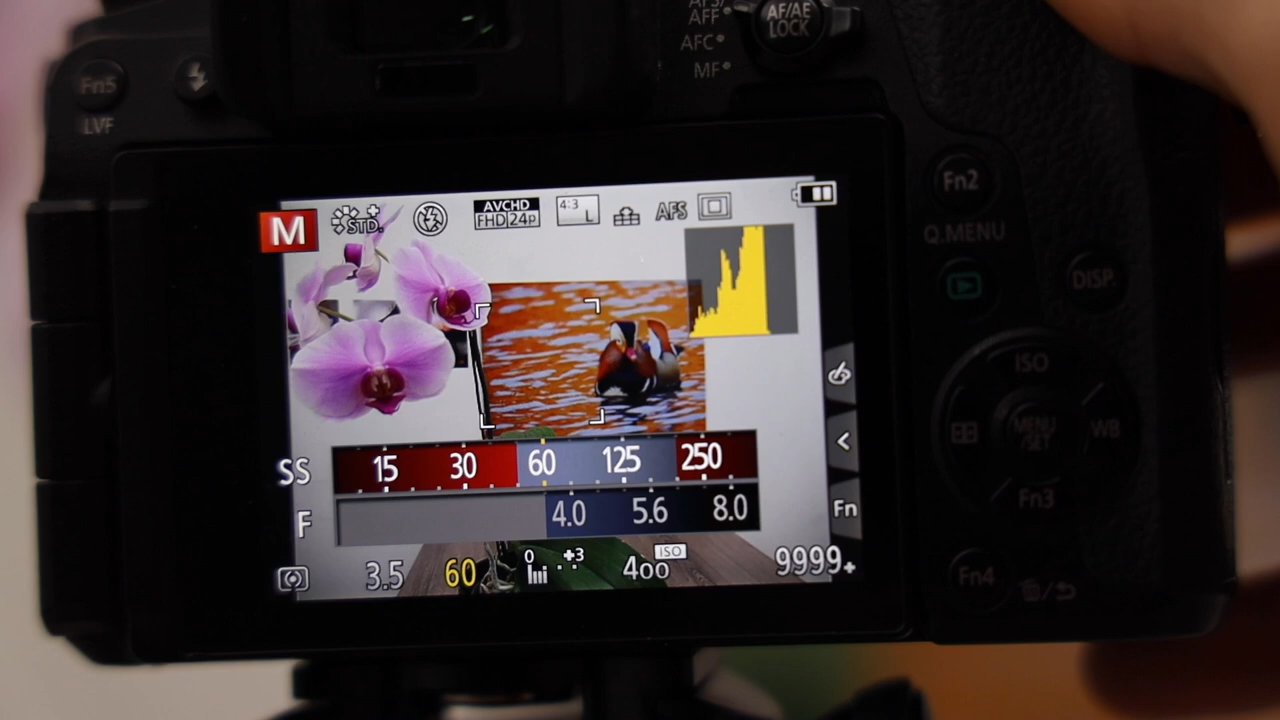 AFS/
AFF
AFC
MF
AF/AE
LOCK
Fn5
LVF
M
STD.
AVCHD
FHD 24p
4:3
L
AFS
Fn2
Q.MENU
DISP
SS 15 30 60 125 250
F 4.0 5.6 8.0
3.5 60 0 +3 400 ISO 9999+
<
Fn
ISO
MENU
/SET
WB
Fn3
Fn4